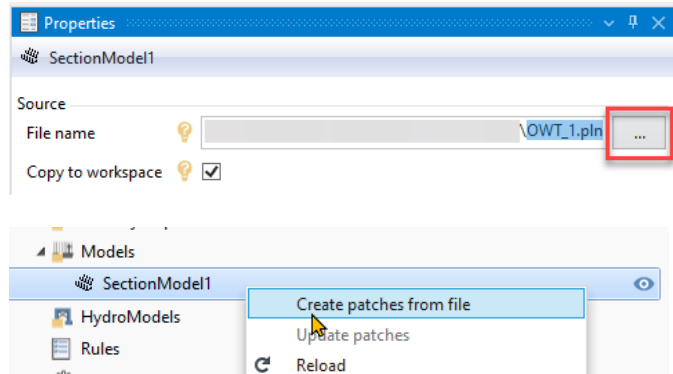 Properties
SectionModel1
Source
File name \OWT_1.pln ...
Copy to workspace
Models
SectionModel1
Create patches from file
HydroModels
Update patches
Rules
Reload